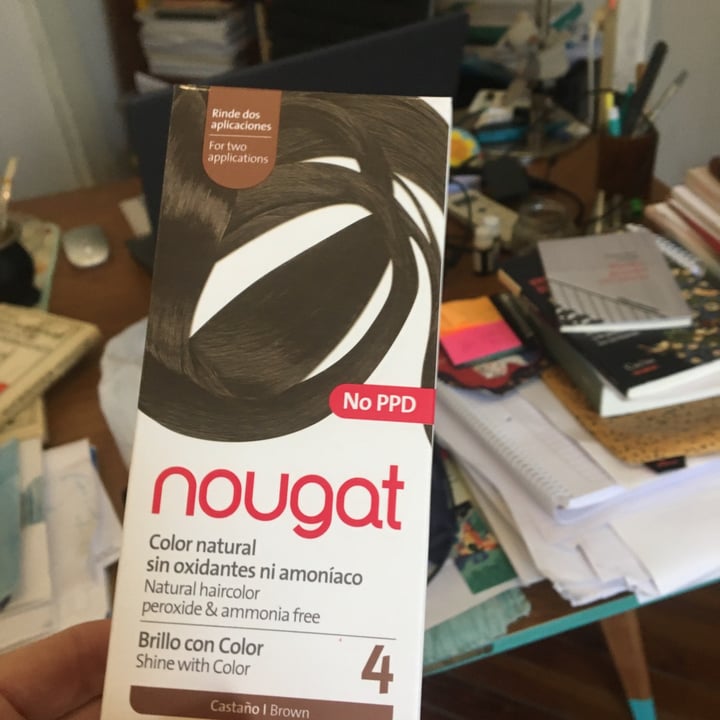 Rinde dos
aplicaciones
For two
applications
No PPD
nougat
Color natural
sin oxidantes ni amoníaco
Natural haircolor
peroxide & ammonia free
Brillo con Color
Shine with Color
4
Castaño | Brown